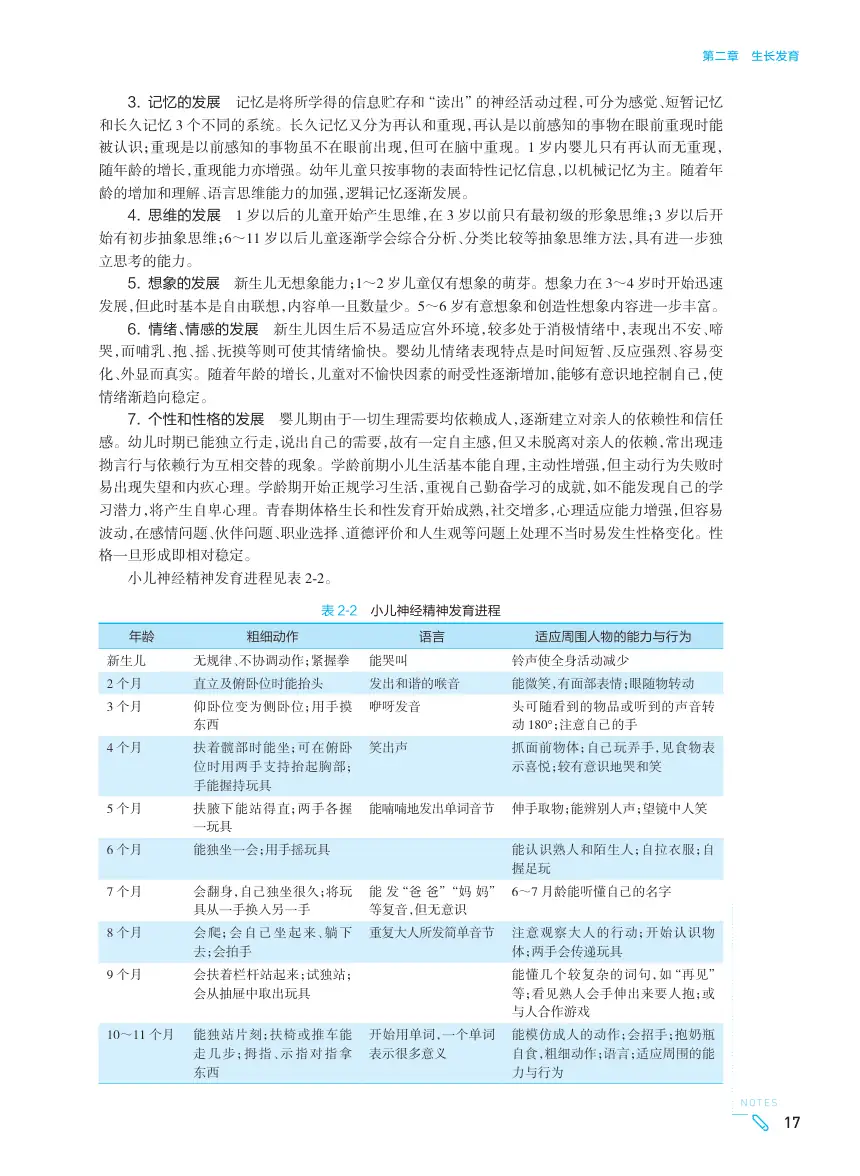 第二章　生长发育
3. 记忆的发展　记忆是将所学得的信息贮存和“读出”的神经活动过程,可分为感觉、短暂记忆
和长久记忆 3 个不同的系统。长久记忆又分为再认和重现,再认是以前感知的事物在眼前重现时能
被认识;重现是以前感知的事物虽不在眼前出现,但可在脑中重现。1 岁内婴儿只有再认而无重现,
随年龄的增长,重现能力亦增强。幼年儿童只按事物的表面特性记忆信息,以机械记忆为主。随着年
龄的增加和理解、语言思维能力的加强,逻辑记忆逐渐发展。
4. 思维的发展　1 岁以后的儿童开始产生思维,在 3 岁以前只有最初级的形象思维;3 岁以后开
始有初步抽象思维;6～11 岁以后儿童逐渐学会综合分析、分类比较等抽象思维方法,具有进一步独
立思考的能力。
5. 想象的发展　新生儿无想象能力;1～2 岁儿童仅有想象的萌芽。想象力在 3～4 岁时开始迅速
发展,但此时基本是自由联想,内容单一且数量少。5～6 岁有意想象和创造性想象内容进一步丰富。
6. 情绪、情感的发展　新生儿因生后不易适应宫外环境,较多处于消极情绪中,表现出不安、啼
哭,而哺乳、抱、摇、抚摸等则可使其情绪愉快。婴幼儿情绪表现特点是时间短暂、反应强烈、容易变
化、外显而真实。随着年龄的增长,儿童对不愉快因素的耐受性逐渐增加,能够有意识地控制自己,使
情绪渐趋向稳定。
7. 个性和性格的发展　婴儿期由于一切生理需要均依赖成人,逐渐建立对亲人的依赖性和信任
感。幼儿时期已能独立行走,说出自己的需要,故有一定自主感,但又未脱离对亲人的依赖,常出现违
拗言行与依赖行为互相交替的现象。学龄前期小儿生活基本能自理,主动性增强,但主动行为失败时
易出现失望和内疚心理。学龄期开始正规学习生活,重视自己勤奋学习的成就,如不能发现自己的学
习潜力,将产生自卑心理。青春期体格生长和性发育开始成熟,社交增多,心理适应能力增强,但容易
波动,在感情问题、伙伴问题、职业选择、道德评价和人生观等问题上处理不当时易发生性格变化。性
格一旦形成即相对稳定。
小儿神经精神发育进程见表 2-2。
表 2-2　小儿神经精神发育进程
年龄　粗细动作　语言　适应周围人物的能力与行为
新生儿　无规律、不协调动作;紧握拳　能哭叫　铃声使全身活动减少
2 个月　直立及俯卧位时能抬头　发出和谐的喉音　能微笑,有面部表情;眼随物转动
3 个月　仰卧位变为侧卧位;用手摸　咿呀发音　头可随看到的物品或听到的声音转
东西　动 180°;注意自己的手
4 个月　扶着髋部时能坐;可在俯卧　笑出声　抓面前物体;自己玩弄手,见食物表
位时用两手支持抬起胸部;　示喜悦;较有意识地哭和笑
手能握持玩具
5 个月　扶腋下能站得直;两手各握　能喃喃地发出单词音节　伸手取物;能辨别人声;望镜中人笑
一玩具
6 个月　能独坐一会;用手摇玩具　能认识熟人和陌生人;自拉衣服;自
握足玩
7 个月　会翻身,自己独坐很久;将玩　能发“爸爸”“妈妈”　6～7 月龄能听懂自己的名字
具从一手换入另一手　等复音,但无意识
8 个月　会爬;会自己坐起来、躺下　重复大人所发简单音节　注意观察大人的行动;开始认识物
去;会拍手　体;两手会传递玩具
9 个月　会扶着栏杆站起来;试独站;　能懂几个较复杂的词句,如“再见”
会从抽屉中取出玩具　等;看见熟人会手伸出来要人抱;或
与人合作游戏
10～11 个月　能独站片刻;扶椅或推车能　开始用单词,一个单词　能模仿成人的动作;会招手;抱奶瓶
走几步;拇指、示指对指拿　表示很多意义　自食,粗细动作;语言;适应周围的能
东西　力与行为
NOTES
17